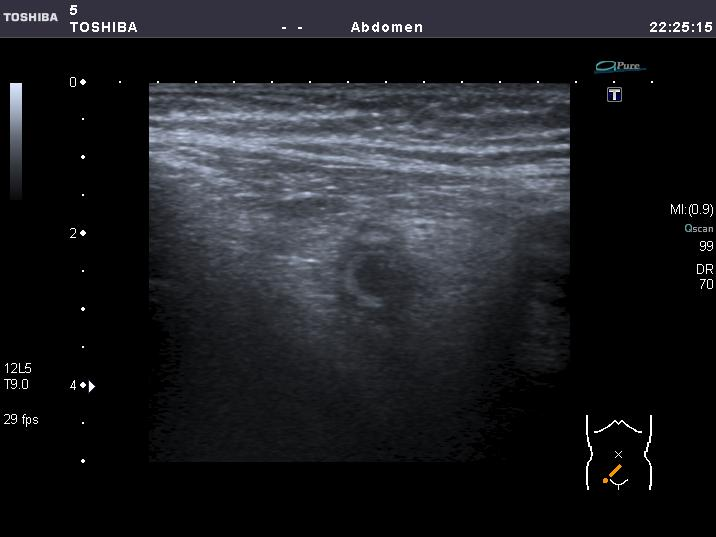 TOSHIBA
5
TOSHIBA - - Abdomen 22:25:15
aPure
T
0
2
4
MI:(0.9)
Qscan
99
DR
70
12L5
T9.0
29 fps